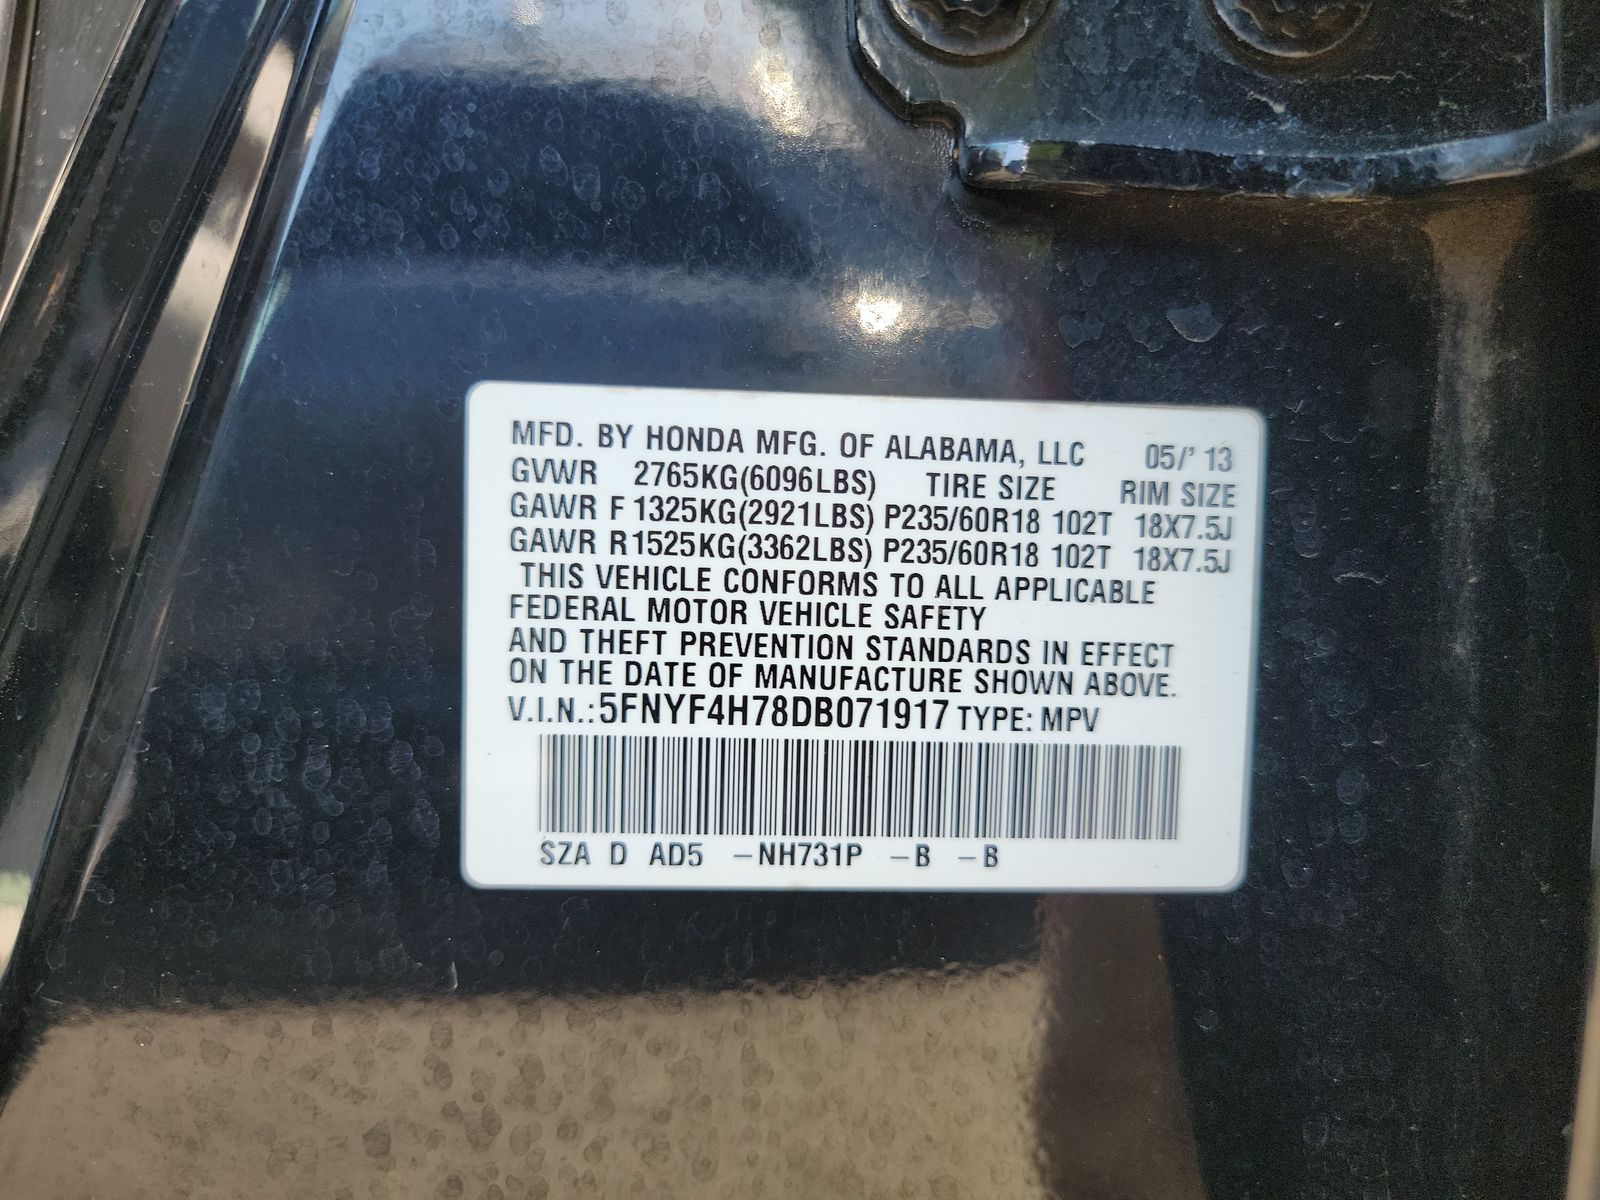 MFD. BY HONDA MFG. OF ALABAMA, LLC 05/' 13
GVWR 2765KG(6096LBS) TIRE SIZE RIM SIZE
GAWR F 1325KG(2921LBS) P235/60R18 102T 18X7.5J
GAWR R1525KG(3362LBS) P235/60R18 102T 18X7.5J
THIS VEHICLE CONFORMS TO ALL APPLICABLE
FEDERAL MOTOR VEHICLE SAFETY
AND THEFT PREVENTION STANDARDS IN EFFECT
ON THE DATE OF MANUFACTURE SHOWN ABOVE.
V.I.N.: 5FNYF4H78DB071917 TYPE: MPV
SZA D AD5 –NH731P –B –B